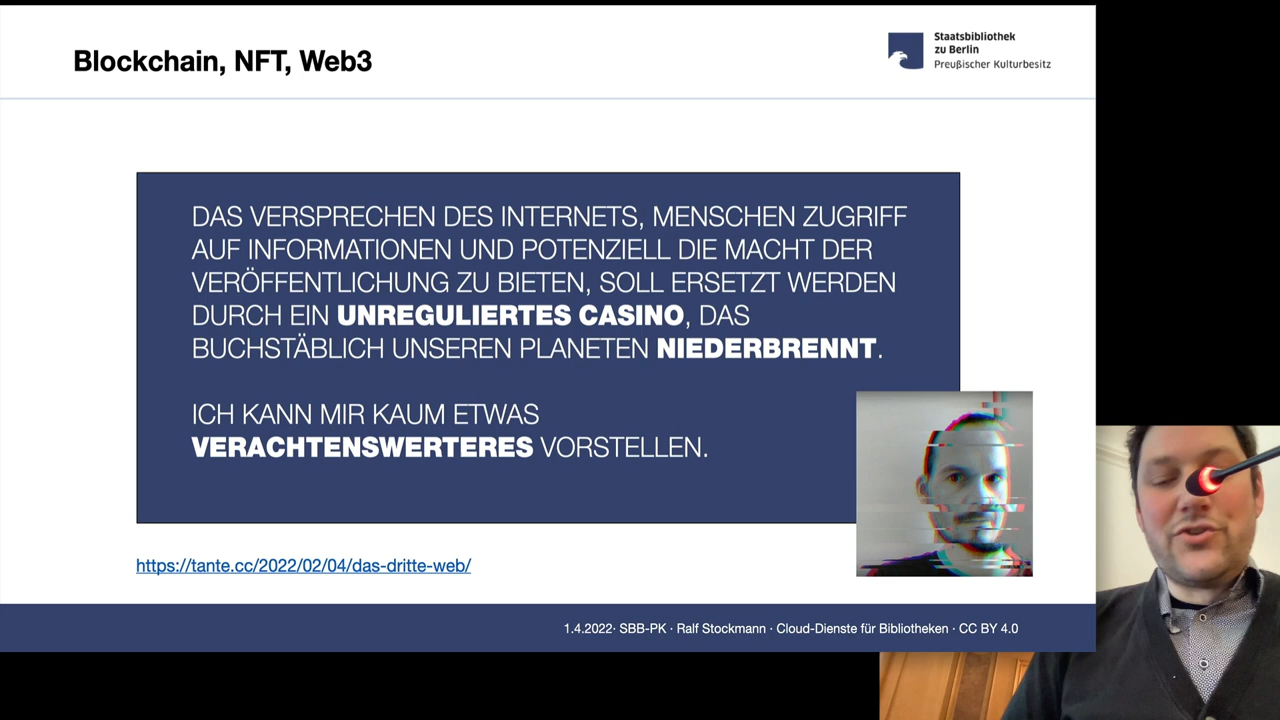 Blockchain, NFT, Web3
Staatsbibliothek
zu Berlin
Preußischer Kulturbesitz
DAS VERSPRECHEN DES INTERNETS, MENSCHEN ZUGRIFF
AUF INFORMATIONEN UND POTENZIELL DIE MACHT DER
VERÖFFENTLICHUNG ZU BIETEN, SOLL ERSETZT WERDEN
DURCH EIN UNREGULIERTES CASINO, DAS
BUCHSTÄBLICH UNSEREN PLANETEN NIEDERBRENNT.
ICH KANN MIR KAUM ETWAS
VERACHTENSWERTERES VORSTELLEN.
https://tante.cc/2022/02/04/das-dritte-web/
1.4.2022· SBB-PK · Ralf Stockmann · Cloud-Dienste für Bibliotheken · CC BY 4.0